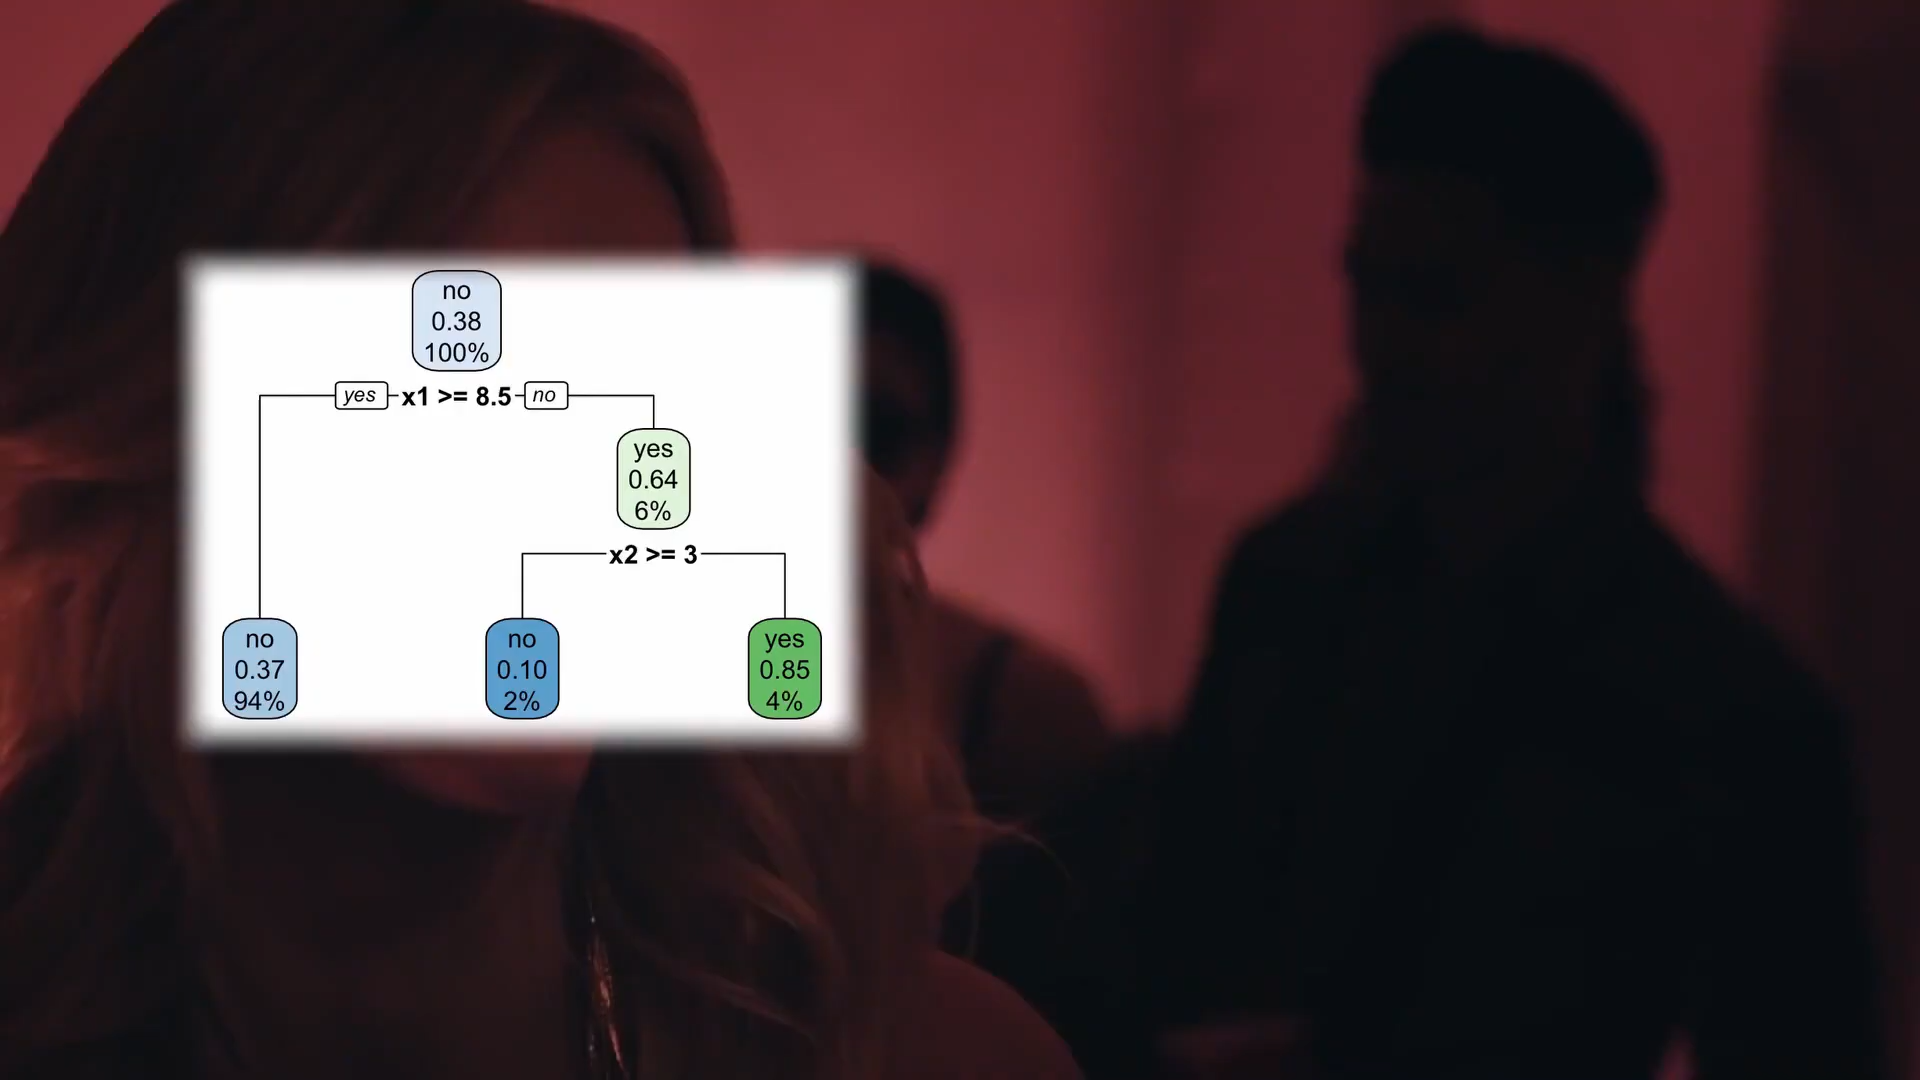 no
0.38
100%
yes x1 >= 8.5 no
yes
0.64
6%
x2 >= 3
no
0.37
94%
no
0.10
2%
yes
0.85
4%